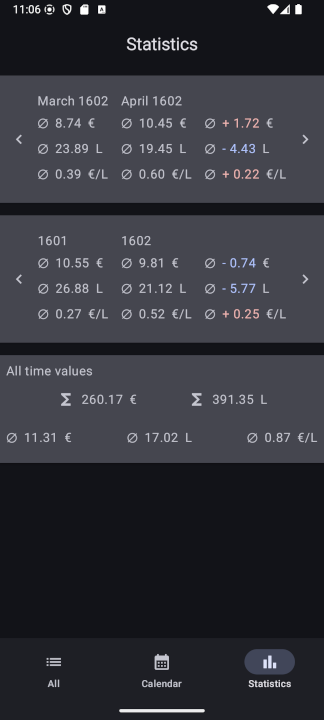 11:06
Statistics
March 1602 April 1602
∅ 8.74 € ∅ 10.45 € ∅ + 1.72 €
∅ 23.89 L ∅ 19.45 L ∅ - 4.43 L
∅ 0.39 €/L ∅ 0.60 €/L ∅ + 0.22 €/L
1601 1602
∅ 10.55 € ∅ 9.81 € ∅ - 0.74 €
∅ 26.88 L ∅ 21.12 L ∅ - 5.77 L
∅ 0.27 €/L ∅ 0.52 €/L ∅ + 0.25 €/L
All time values
Σ 260.17 € Σ 391.35 L
∅ 11.31 € ∅ 17.02 L ∅ 0.87 €/L
All Calendar Statistics